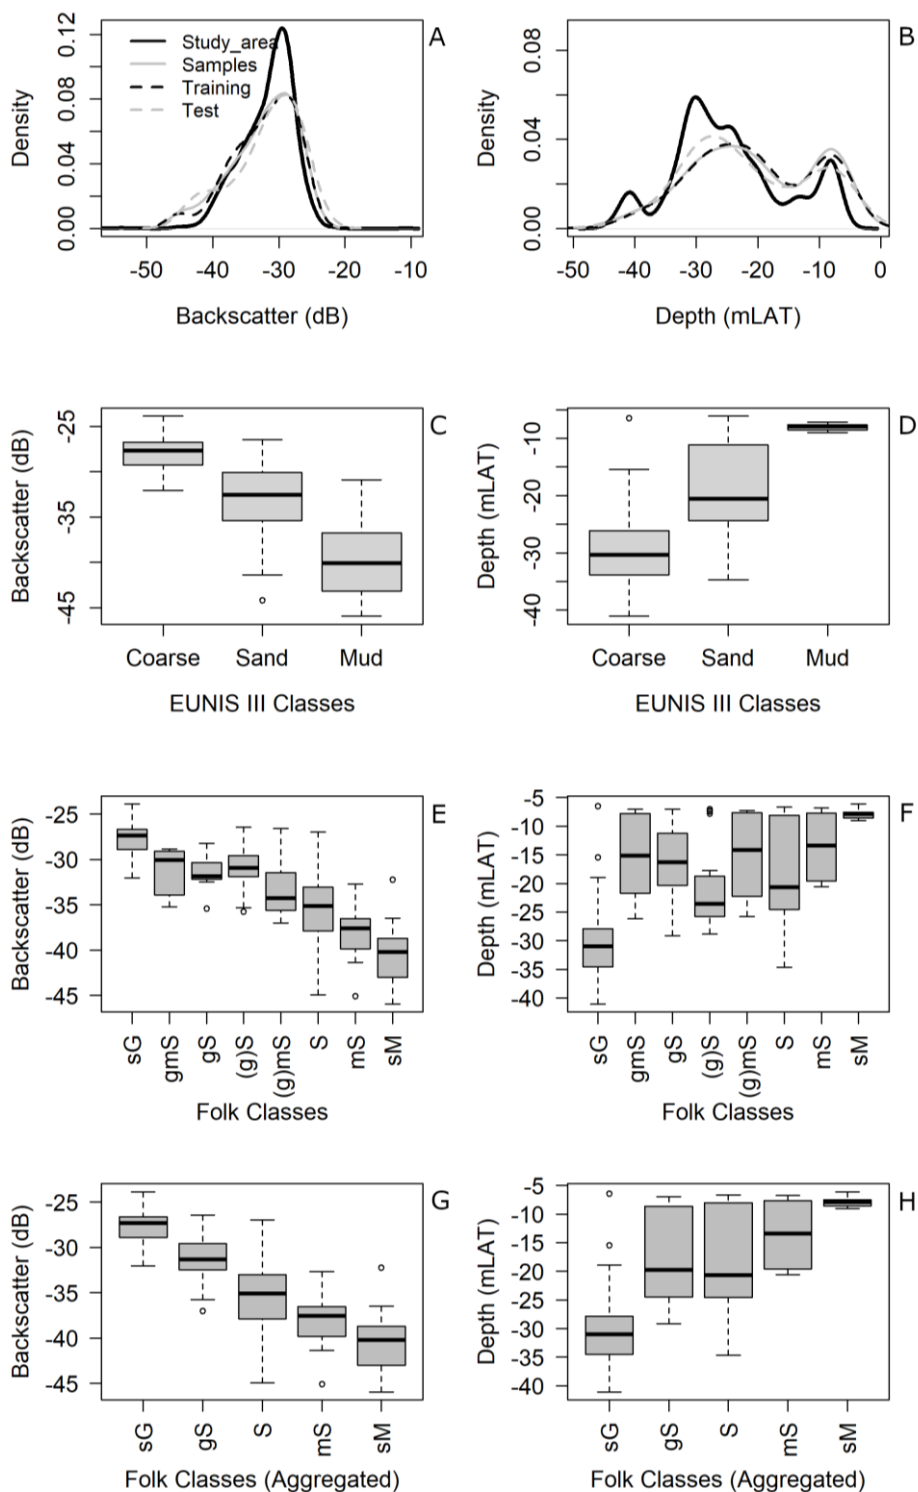 A
Density
0.12
0.08
0.04
0.00
Study_area
Samples
Training
Test
-50 -40 -30 -20 -10
Backscatter (dB)
B
Density
0.08
0.04
0.00
-50 -40 -30 -20 -10 0
Depth (mLAT)
C
Backscatter (dB)
-25
-35
-45
Coarse Sand Mud
EUNIS III Classes
D
Depth (mLAT)
-10
-20
-30
-40
Coarse Sand Mud
EUNIS III Classes
E
Backscatter (dB)
-25
-30
-35
-40
-45
sG gmS gS (g)S (g)mS S mS sM
Folk Classes
F
Depth (mLAT)
-5
-10
-15
-20
-25
-30
-35
-40
sG gmS gS (g)S (g)mS S mS sM
Folk Classes
G
Backscatter (dB)
-25
-30
-35
-40
-45
sG gS S mS sM
Folk Classes (Aggregated)
H
Depth (mLAT)
-5
-10
-15
-20
-25
-30
-35
-40
sG gS S mS sM
Folk Classes (Aggregated)